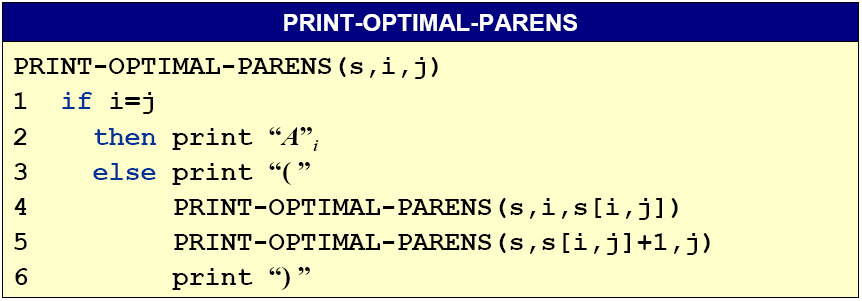 PRINT-OPTIMAL-PARENS
PRINT-OPTIMAL-PARENS(s,i,j)
1 if i=j
2 then print “A”i
3 else print “( ”
4 PRINT-OPTIMAL-PARENS(s,i,s[i,j])
5 PRINT-OPTIMAL-PARENS(s,s[i,j]+1,j)
6 print “) ”